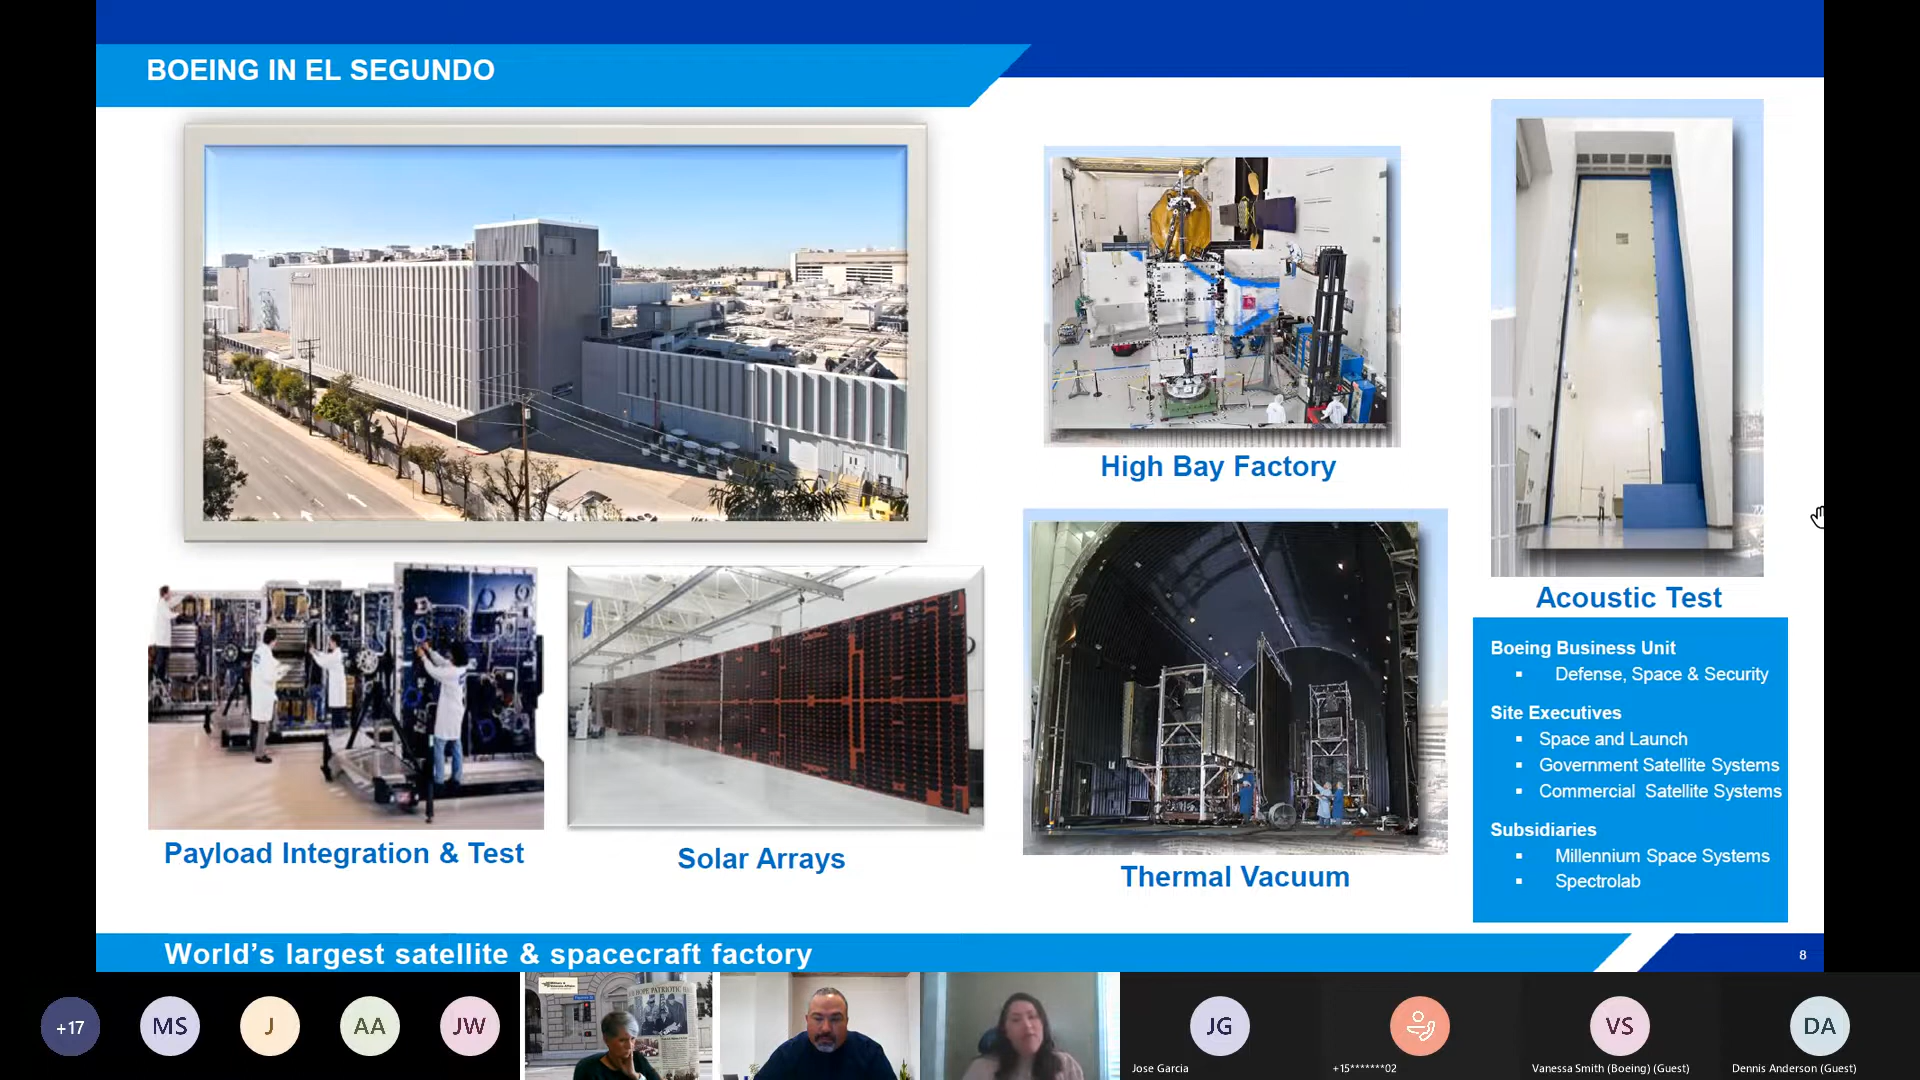 BOEING IN EL SEGUNDO
High Bay Factory
Acoustic Test
Payload Integration & Test
Solar Arrays
Thermal Vacuum
Boeing Business Unit
▪ Defense, Space & Security
Site Executives
▪ Space and Launch
▪ Government Satellite Systems
▪ Commercial Satellite Systems
Subsidiaries
▪ Millennium Space Systems
▪ Spectrolab
World's largest satellite & spacecraft factory
8
+17
MS
J
AA
JW
JG
VS
DA
Jose Garcia
+15*******02
Vanessa Smith (Boeing) (Guest)
Dennis Anderson (Guest)